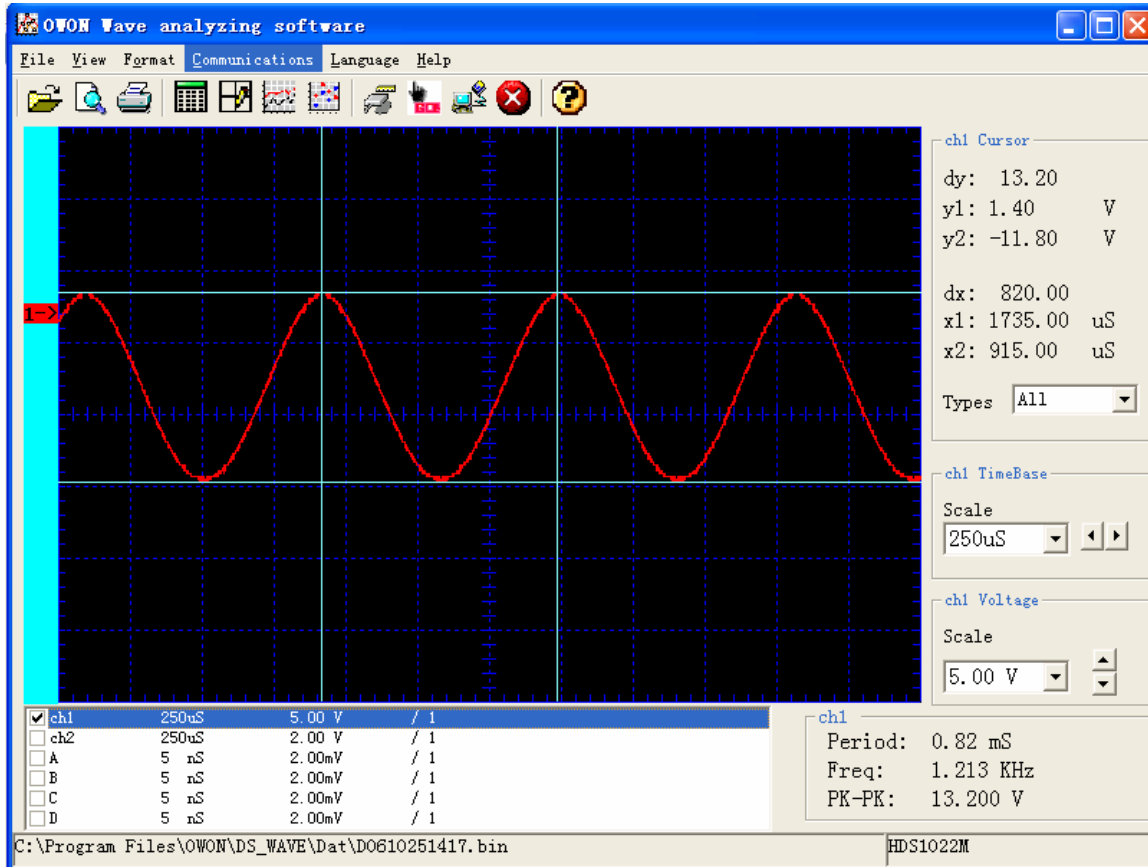 OWON Wave analyzing software
File View Format Communications Language Help
1->
ch1 Cursor
dy: 13.20
y1: 1.40 V
y2: -11.80 V
dx: 820.00
x1: 1735.00 uS
x2: 915.00 uS
Types All
ch1 TimeBase
Scale
250uS
ch1 Voltage
Scale
5.00 V
ch1 250uS 5.00 V / 1
ch2 250uS 2.00 V / 1
A 5 nS 2.00mV / 1
B 5 nS 2.00mV / 1
C 5 nS 2.00mV / 1
D 5 nS 2.00mV / 1
ch1
Period: 0.82 mS
Freq: 1.213 KHz
PK-PK: 13.200 V
C:\Program Files\OWON\DS_WAVE\Dat\D0610251417.bin
HDS1022M